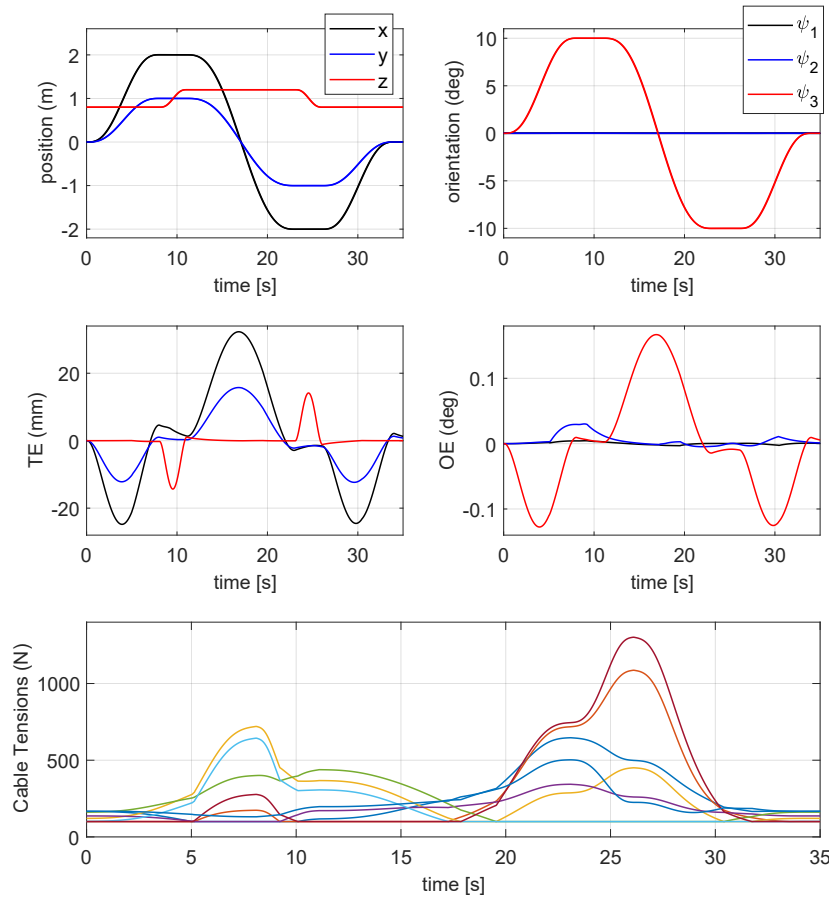 position (m)
2
1
0
-1
-2
0
10
20
30
time [s]
x
y
z
orientation (deg)
10
5
0
-5
-10
0
10
20
30
time [s]
ψ1
ψ2
ψ3
TE (mm)
20
0
-20
0
10
20
30
time [s]
OE (deg)
0.1
0
-0.1
0
10
20
30
time [s]
Cable Tensions (N)
1000
500
0
0
5
10
15
20
25
30
35
time [s]